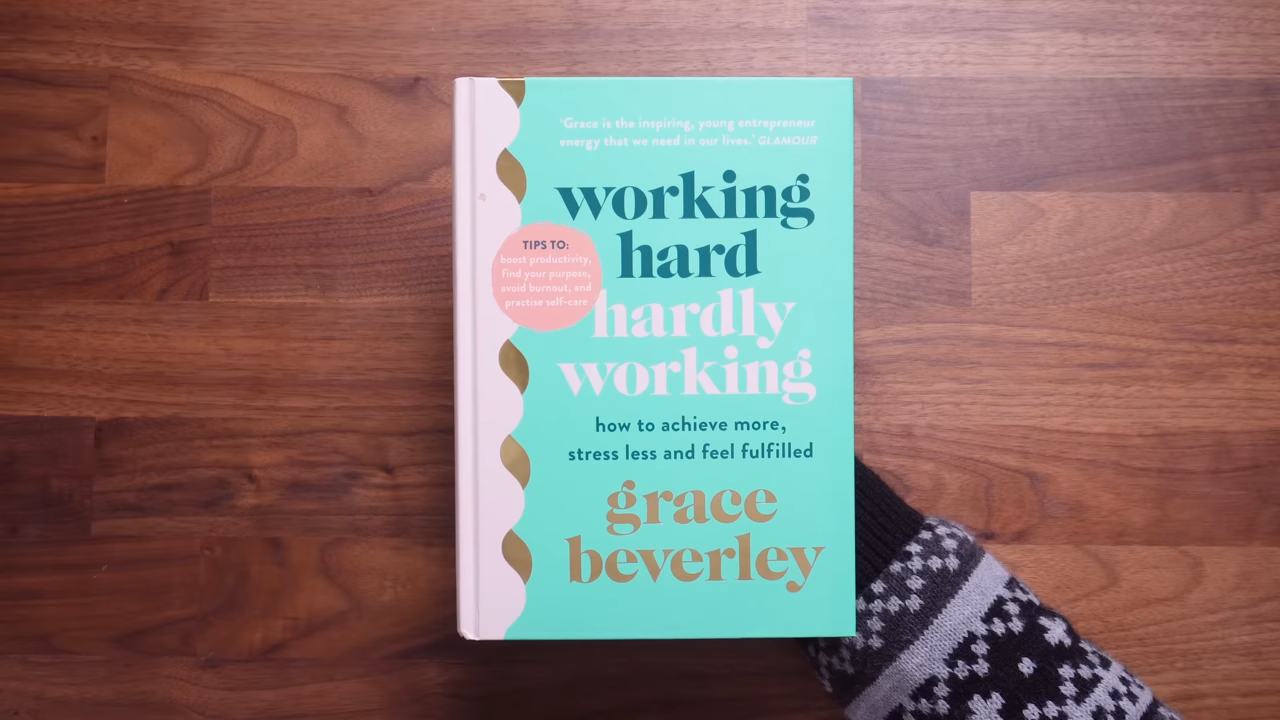 'Grace is the inspiring, young entrepreneur
energy that we need in our lives.' GLAMOUR
working
hard
hardly
working
TIPS TO:
boost productivity,
find your purpose,
avoid burnout, and
practise self-care
how to achieve more,
stress less and feel fulfilled
grace
beverley